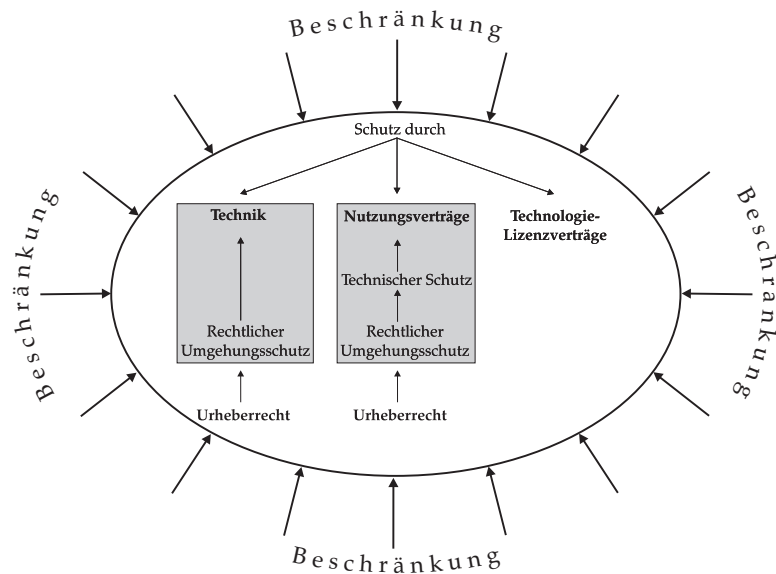 Beschränkung
Schutz durch
Beschränkung
Beschränkung
Technik
Nutzungsverträge
Technologie-
Lizenzverträge
Technischer Schutz
Rechtlicher
Umgehungsschutz
Rechtlicher
Umgehungsschutz
Urheberrecht
Urheberrecht
Beschränkung